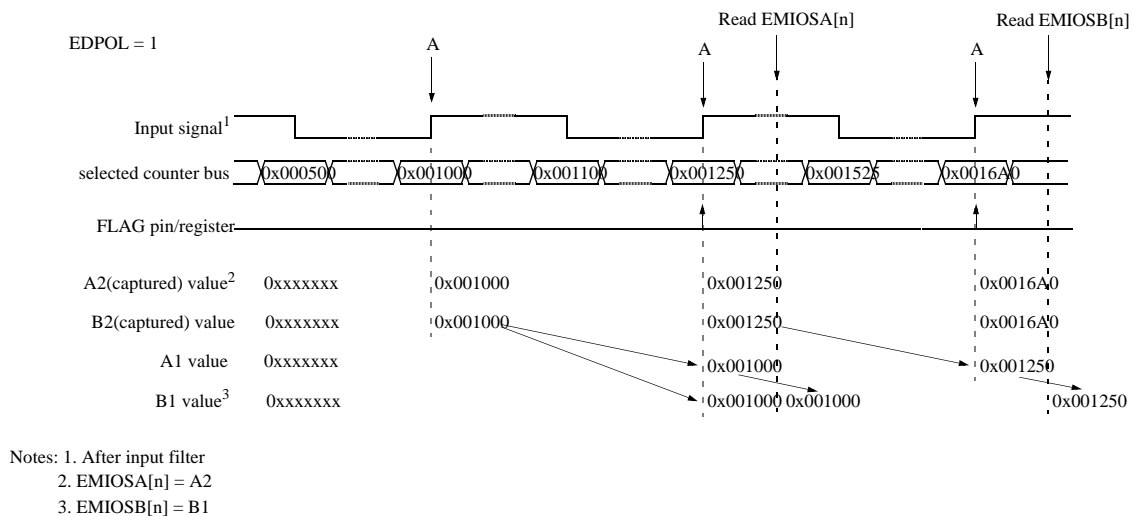 Read EMIOSA[n] Read EMIOSB[n]
EDPOL = 1
A A A
Input signal1
selected counter bus 0x000500 0x001000 0x001100 0x001250 0x001525 0x0016A0
FLAG pin/register
A2(captured) value2 0xxxxxxx 0x001000 0x001250 0x0016A0
B2(captured) value 0xxxxxxx 0x001000 0x001250 0x0016A0
A1 value 0xxxxxxx 0x001000 0x001250
B1 value3 0xxxxxxx 0x001000 0x001000 0x001250
Notes: 1. After input filter
2. EMIOSA[n] = A2
3. EMIOSB[n] = B1